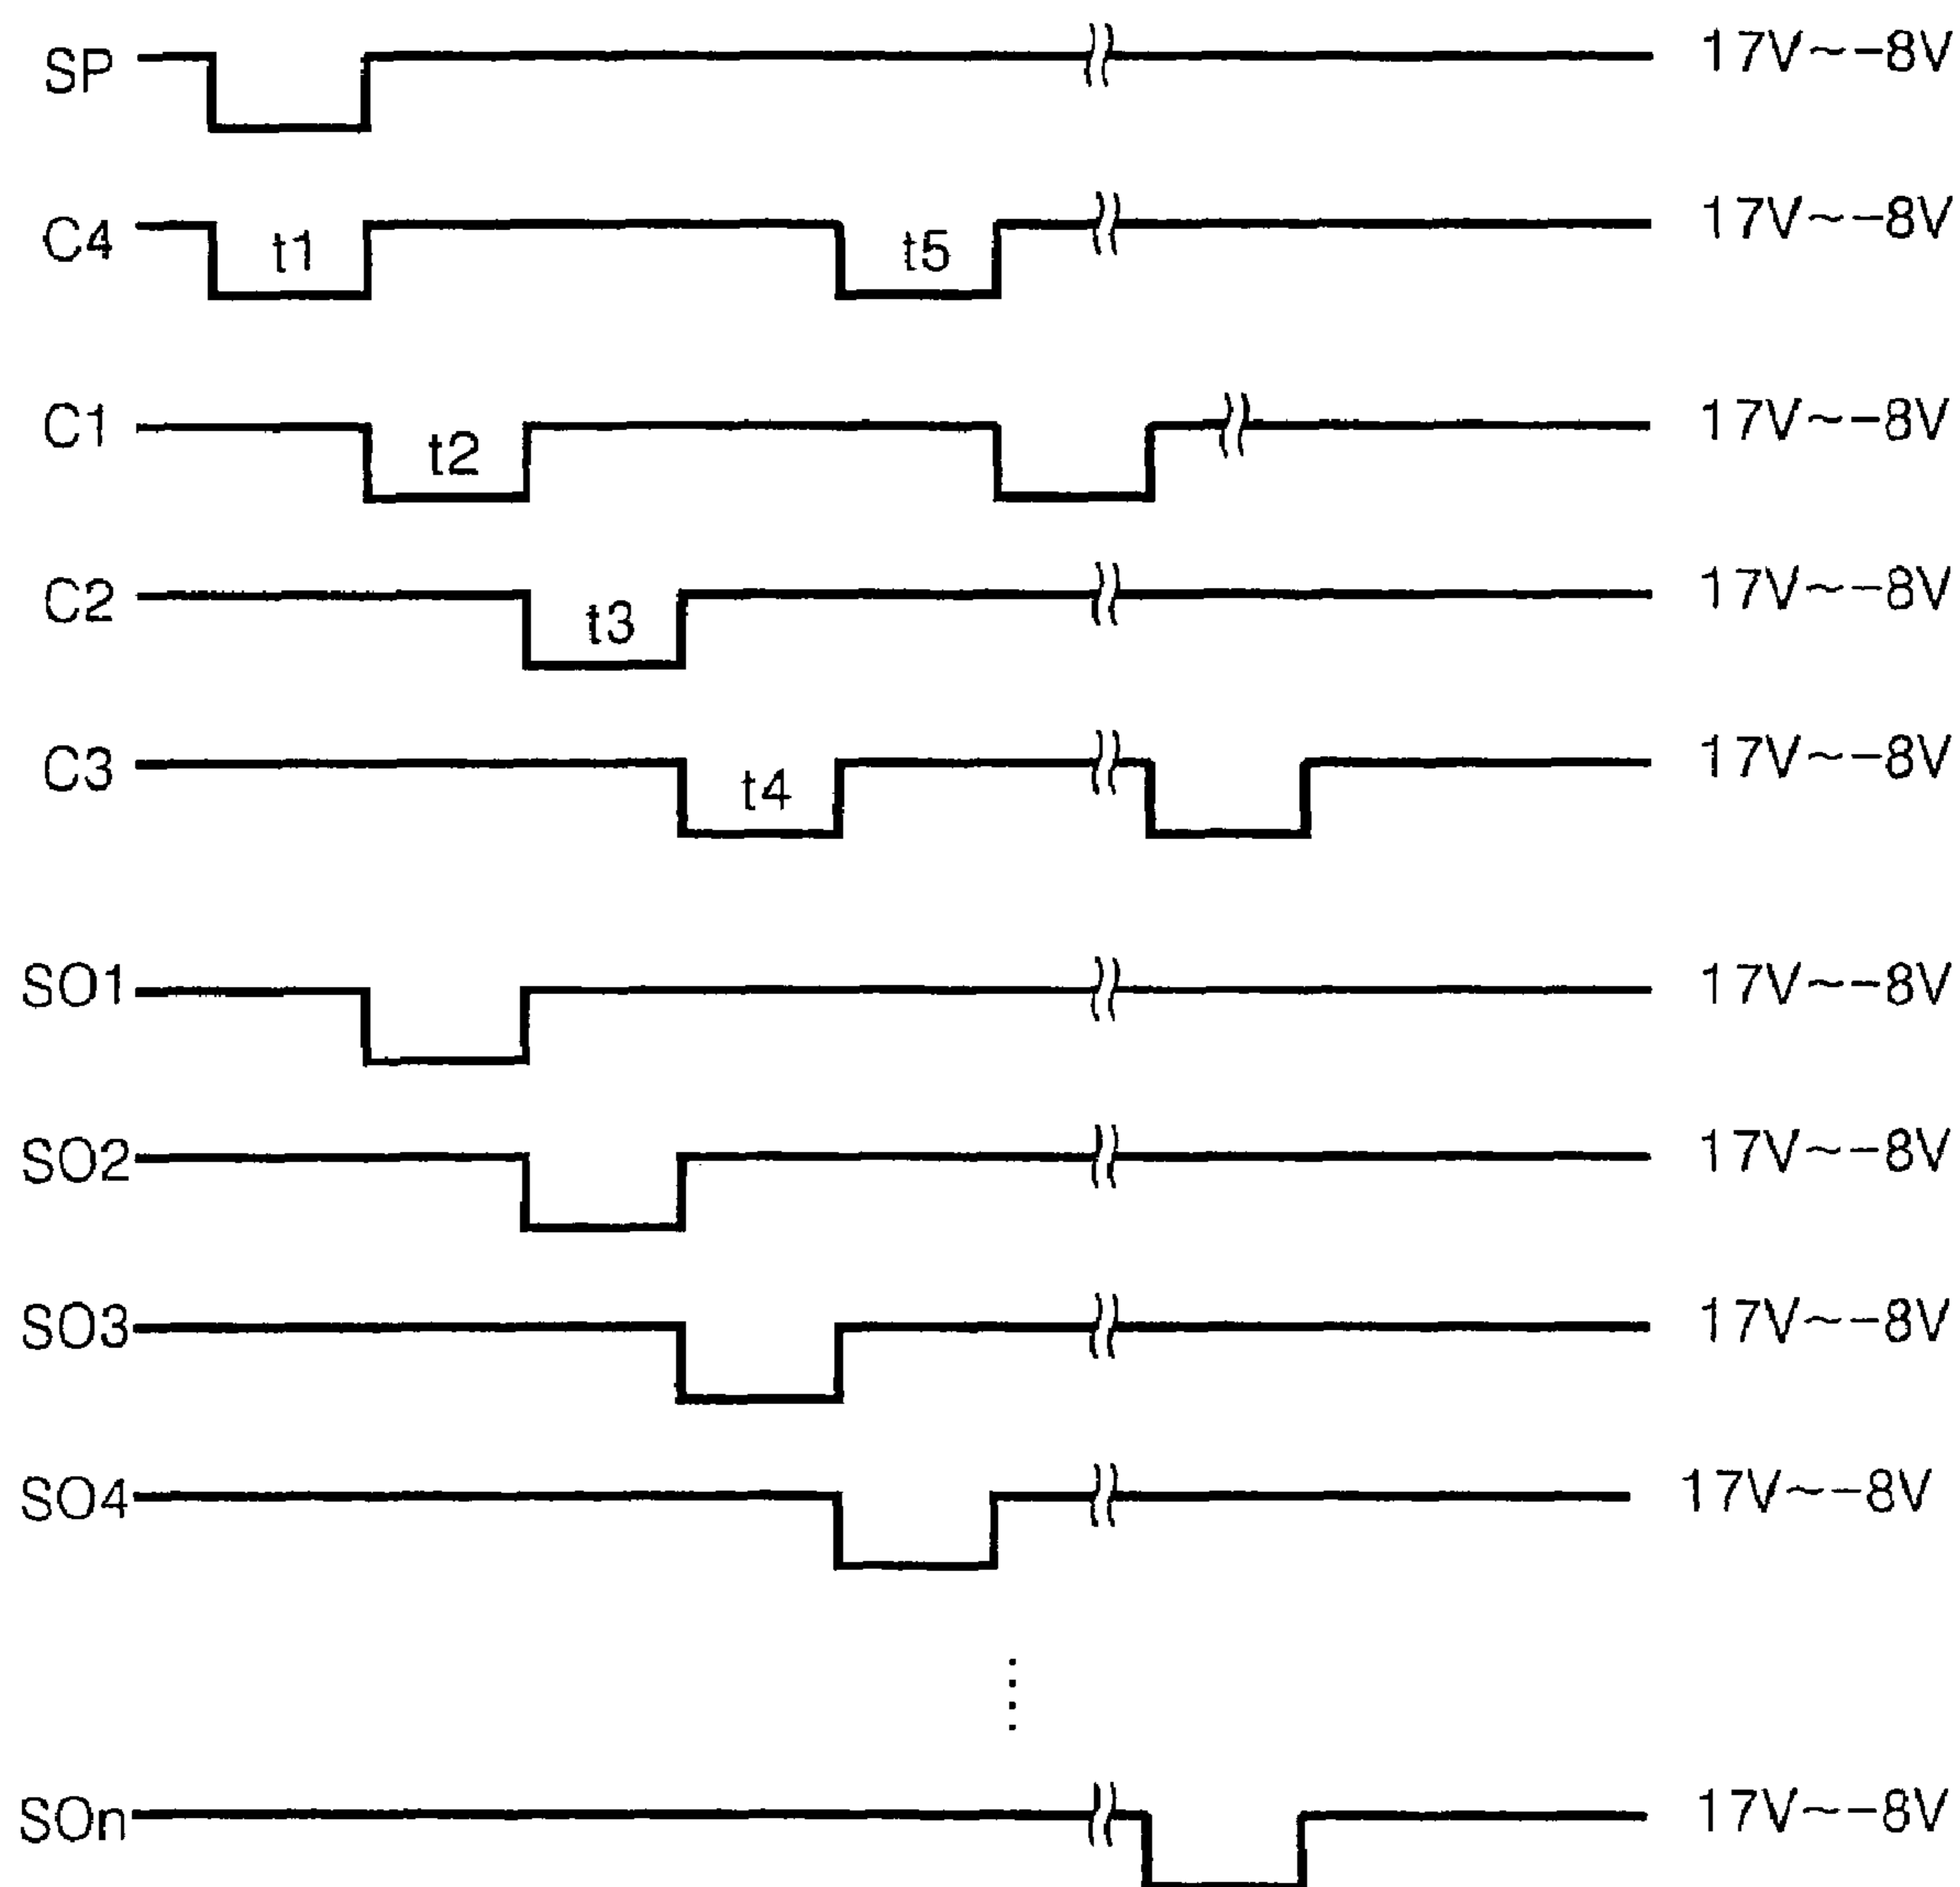 SP 17V~-8V
C4 t1 t5 17V~-8V
C1 t2 17V~-8V
C2 t3 17V~-8V
C3 t4 17V~-8V
SO1 17V~-8V
SO2 17V~-8V
SO3 17V~-8V
SO4 17V~-8V
SOn 17V~-8V